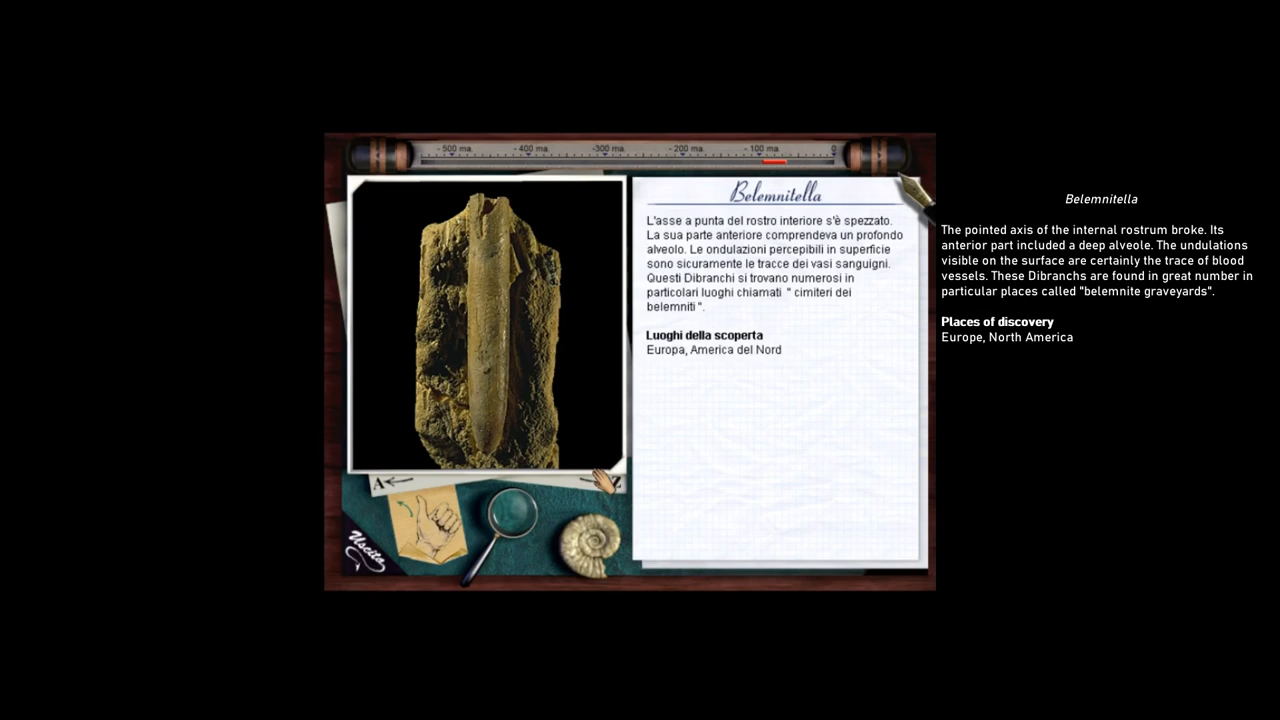 - 500 ma. - 400 ma. -300 ma. - 200 ma. - 100 ma. 0
Belemnitella
L'asse a punta del rostro interiore s'è spezzato.
La sua parte anteriore comprendeva un profondo
alveolo. Le ondulazioni percepibili in superficie
sono sicuramente le tracce dei vasi sanguigni.
Questi Dibranchi si trovano numerosi in
particolari luoghi chiamati " cimiteri dei
belemniti ".
Luoghi della scoperta
Europa, America del Nord
A
Z
Uscita
Belemnitella
The pointed axis of the internal rostrum broke. Its
anterior part included a deep alveole. The undulations
visible on the surface are certainly the trace of blood
vessels. These Dibranchs are found in great number in
particular places called "belemnite graveyards".
Places of discovery
Europe, North America